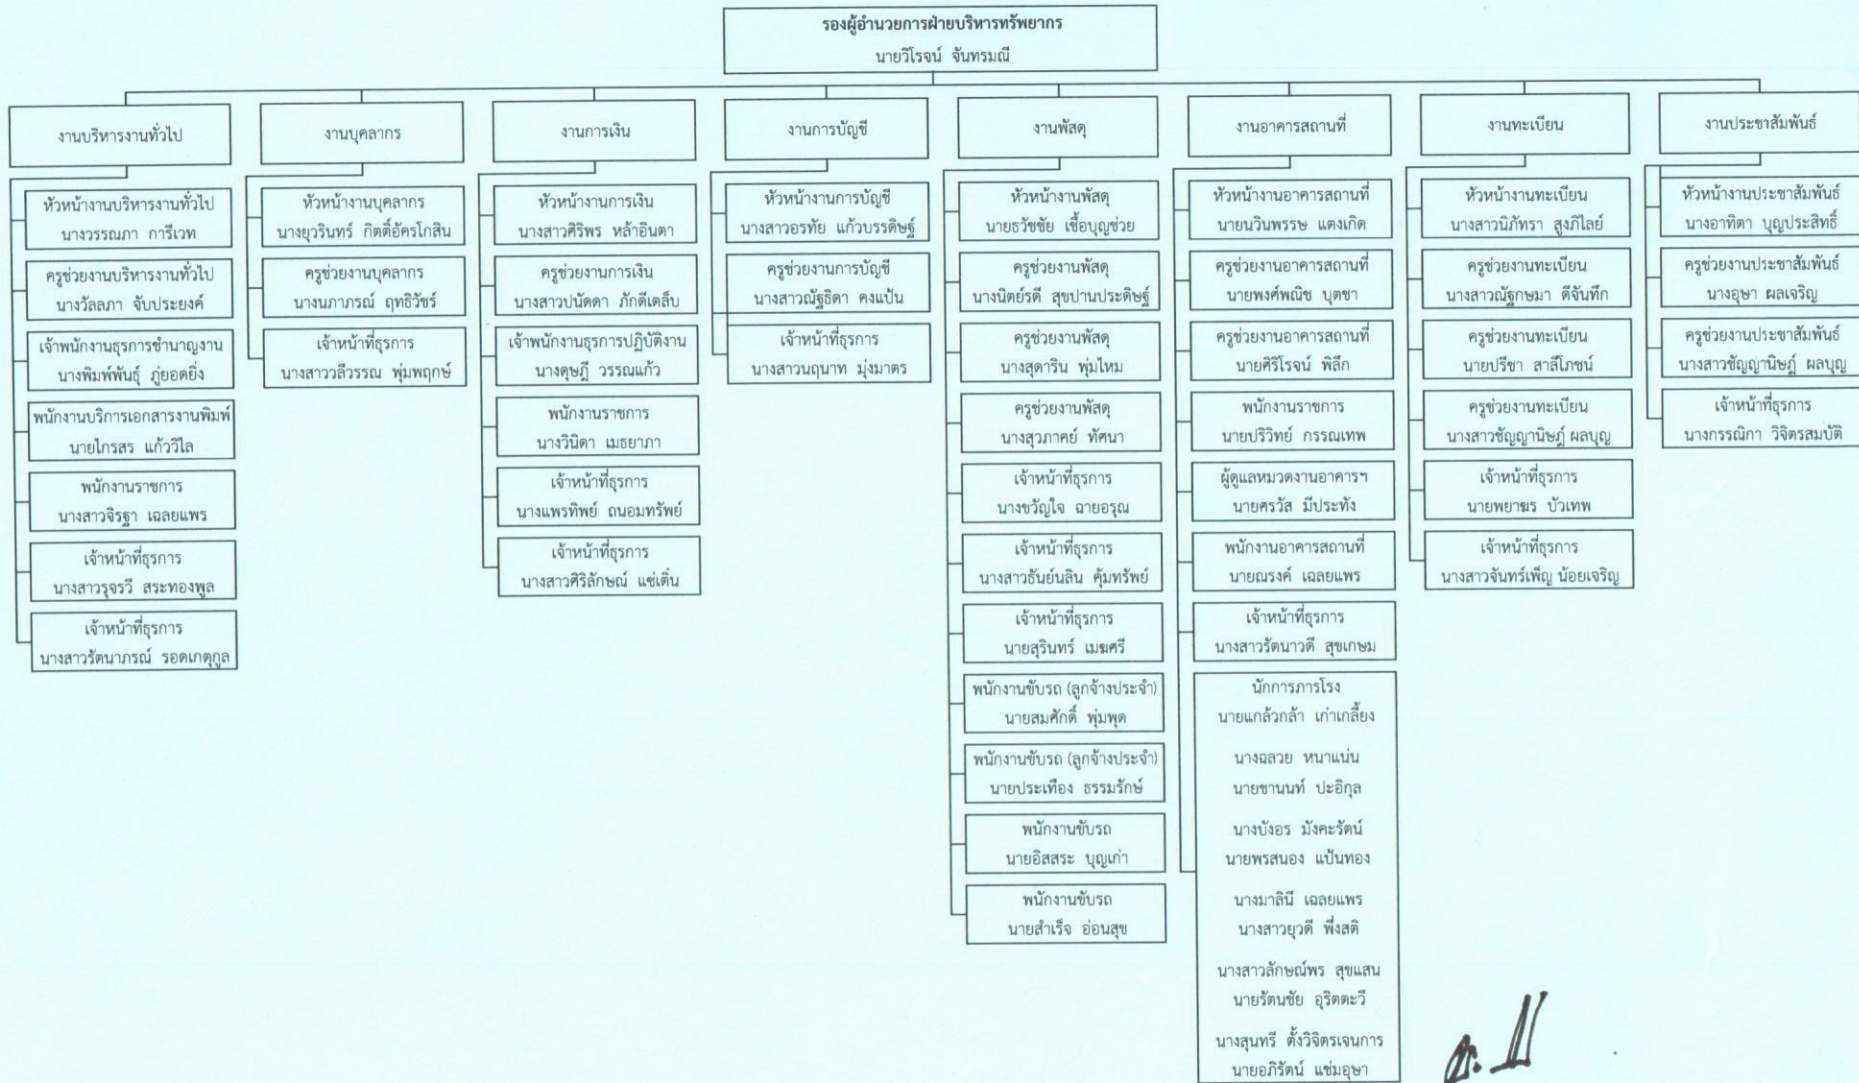 รองผู้อำนวยการฝ่ายบริหารทรัพยากร
นายวิโรจน์ จันทรมณี
งานบริหารงานทั่วไป
หัวหน้างานบริหารงานทั่วไป
นางวรรณภา การีเวท
ครูช่วยงานบริหารงานทั่วไป
นางวัลลภา จับประยงค์
เจ้าพนักงานธุรการชำนาญงาน
นางพิมพ์พันธุ์ ภู่ยอดยิ่ง
พนักงานบริการเอกสารงานพิมพ์
นายไกรสร แก้ววิไล
พนักงานราชการ
นางสาวจิรฐา เฉลยแพร
เจ้าหน้าที่ธุรการ
นางสาวรุจรวี สระทองพูล
เจ้าหน้าที่ธุรการ
นางสาวรัตนาภรณ์ รอดเกตุกูล
งานบุคลากร
หัวหน้างานบุคลากร
นางยุวรินทร์ กิตติ์อัครโกสิน
ครูช่วยงานบุคลากร
นางนภาภรณ์ ฤทธิวัชร์
เจ้าหน้าที่ธุรการ
นางสาววลีวรรณ พุ่มพฤกษ์
งานการเงิน
หัวหน้างานการเงิน
นางสาวศิริพร หล้าอินตา
ครูช่วยงานการเงิน
นางสาวปนัดดา ภักดีเตล็บ
เจ้าพนักงานธุรการปฏิบัติงาน
นางดุษฎี วรรณแก้ว
พนักงานราชการ
นางวินิดา เมธยาภา
เจ้าหน้าที่ธุรการ
นางแพรทิพย์ ถนอมทรัพย์
เจ้าหน้าที่ธุรการ
นางสาวศิริลักษณ์ แซ่เติ่น
งานการบัญชี
หัวหน้างานการบัญชี
นางสาวอรทัย แก้วบรรดิษฐ์
ครูช่วยงานการบัญชี
นางสาวณัฐธิดา คงแป้น
เจ้าหน้าที่ธุรการ
นางสาวนฤนาท มุ่งมาตร
งานพัสดุ
หัวหน้างานพัสดุ
นายธวัชชัย เชื้อบุญช่วย
ครูช่วยงานพัสดุ
นางนิตย์รดี สุขปานประดิษฐ์
ครูช่วยงานพัสดุ
นางสุดาริน พุ่มไหม
ครูช่วยงานพัสดุ
นางสุวภาคย์ ทัศนา
เจ้าหน้าที่ธุรการ
นางขวัญใจ ฉายอรุณ
เจ้าหน้าที่ธุรการ
นางสาวธันย์นลิน คุ้มทรัพย์
เจ้าหน้าที่ธุรการ
นายสุรินทร์ เมฆศรี
พนักงานขับรถ (ลูกจ้างประจำ)
นายสมศักดิ์ พุ่มพุด
พนักงานขับรถ (ลูกจ้างประจำ)
นายประเทือง ธรรมรักษ์
พนักงานขับรถ
นายอิสสระ บุญเก่า
พนักงานขับรถ
นายสำเร็จ อ่อนสุข
งานอาคารสถานที่
หัวหน้างานอาคารสถานที่
นายนวินพรรษ แตงเกิด
ครูช่วยงานอาคารสถานที่
นายพงศ์พณิช บุตชา
ครูช่วยงานอาคารสถานที่
นายศิริโรจน์ พิลึก
พนักงานราชการ
นายปริวิทย์ กรรณเทพ
ผู้ดูแลหมวดงานอาคารฯ
นายศรวัส มีประทัง
พนักงานอาคารสถานที่
นายณรงค์ เฉลยแพร
เจ้าหน้าที่ธุรการ
นางสาวรัตนาวดี สุขเกษม
นักการภารโรง
นายแกล้วกล้า เก่าเกลี้ยง
นางฉลวย หนาแน่น
นายชานนท์ ปะอิกุล
นางบังอร มังคะรัตน์
นายพรสนอง แป้นทอง
นางมาลินี เฉลยแพร
นางสาวยุวดี พึ่งสติ
นางสาวลักษณ์พร สุขแสน
นายรัตนชัย อุริตตะวี
นางสุนทรี ตั้งวิจิตรเจนการ
นายอภิรัตน์ แช่มอุษา
งานทะเบียน
หัวหน้างานทะเบียน
นางสาวนิภัทรา สูงภิไลย์
ครูช่วยงานทะเบียน
นางสาวณัฐกษมา ดีจันทึก
ครูช่วยงานทะเบียน
นายปรีชา สาลีโภชน์
ครูช่วยงานทะเบียน
นางสาวชัญญานิษฎ์ ผลบุญ
เจ้าหน้าที่ธุรการ
นายพยาฆร บัวเทพ
เจ้าหน้าที่ธุรการ
นางสาวจันทร์เพ็ญ น้อยเจริญ
งานประชาสัมพันธ์
หัวหน้างานประชาสัมพันธ์
นางอาทิตา บุญประสิทธิ์
ครูช่วยงานประชาสัมพันธ์
นางอุษา ผลเจริญ
ครูช่วยงานประชาสัมพันธ์
นางสาวชัญญานิษฎ์ ผลบุญ
เจ้าหน้าที่ธุรการ
นางกรรณิกา วิจิตรสมบัติ